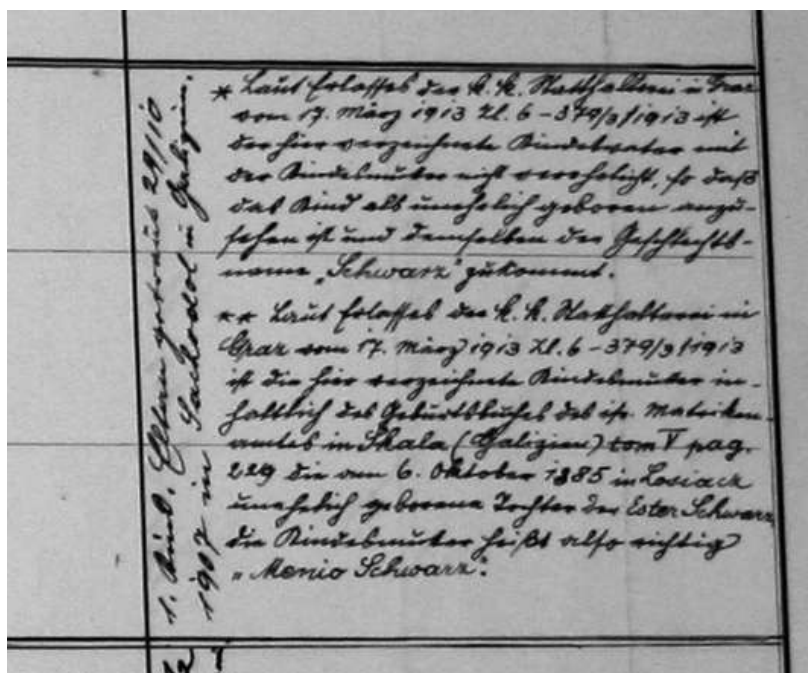 1. Kind. Eltern getraut 29/10
1907 in Sadodol in Galizien.
* Laut Erlasses der k. k. Statthalterei in Graz
vom 17. März 1913 Zl. 6 - 379/3/1913 ist
der hier verzeichnete Kindesvater mit
der Kindesmutter nicht verehelicht, so daß
das Kind als unehelich geboren anzu-
sehen ist und demselben der Geschlechts-
name „Schwarz" zukommt.
** Laut Erlasses der k. k. Statthalterei in
Graz vom 17. März 1913 Zl. 6 - 379/3/1913
ist die hier verzeichnete Kindesmutter in-
haltlich des Geburtsbuches des isr. Matriken-
amtes in Skala (Galizien) tom V pag.
229 die am 6. Oktober 1885 in Losiacz
unehelich geborene Tochter der Ester Schwarz,
die Kindesmutter heißt also richtig
„Menio Schwarz".